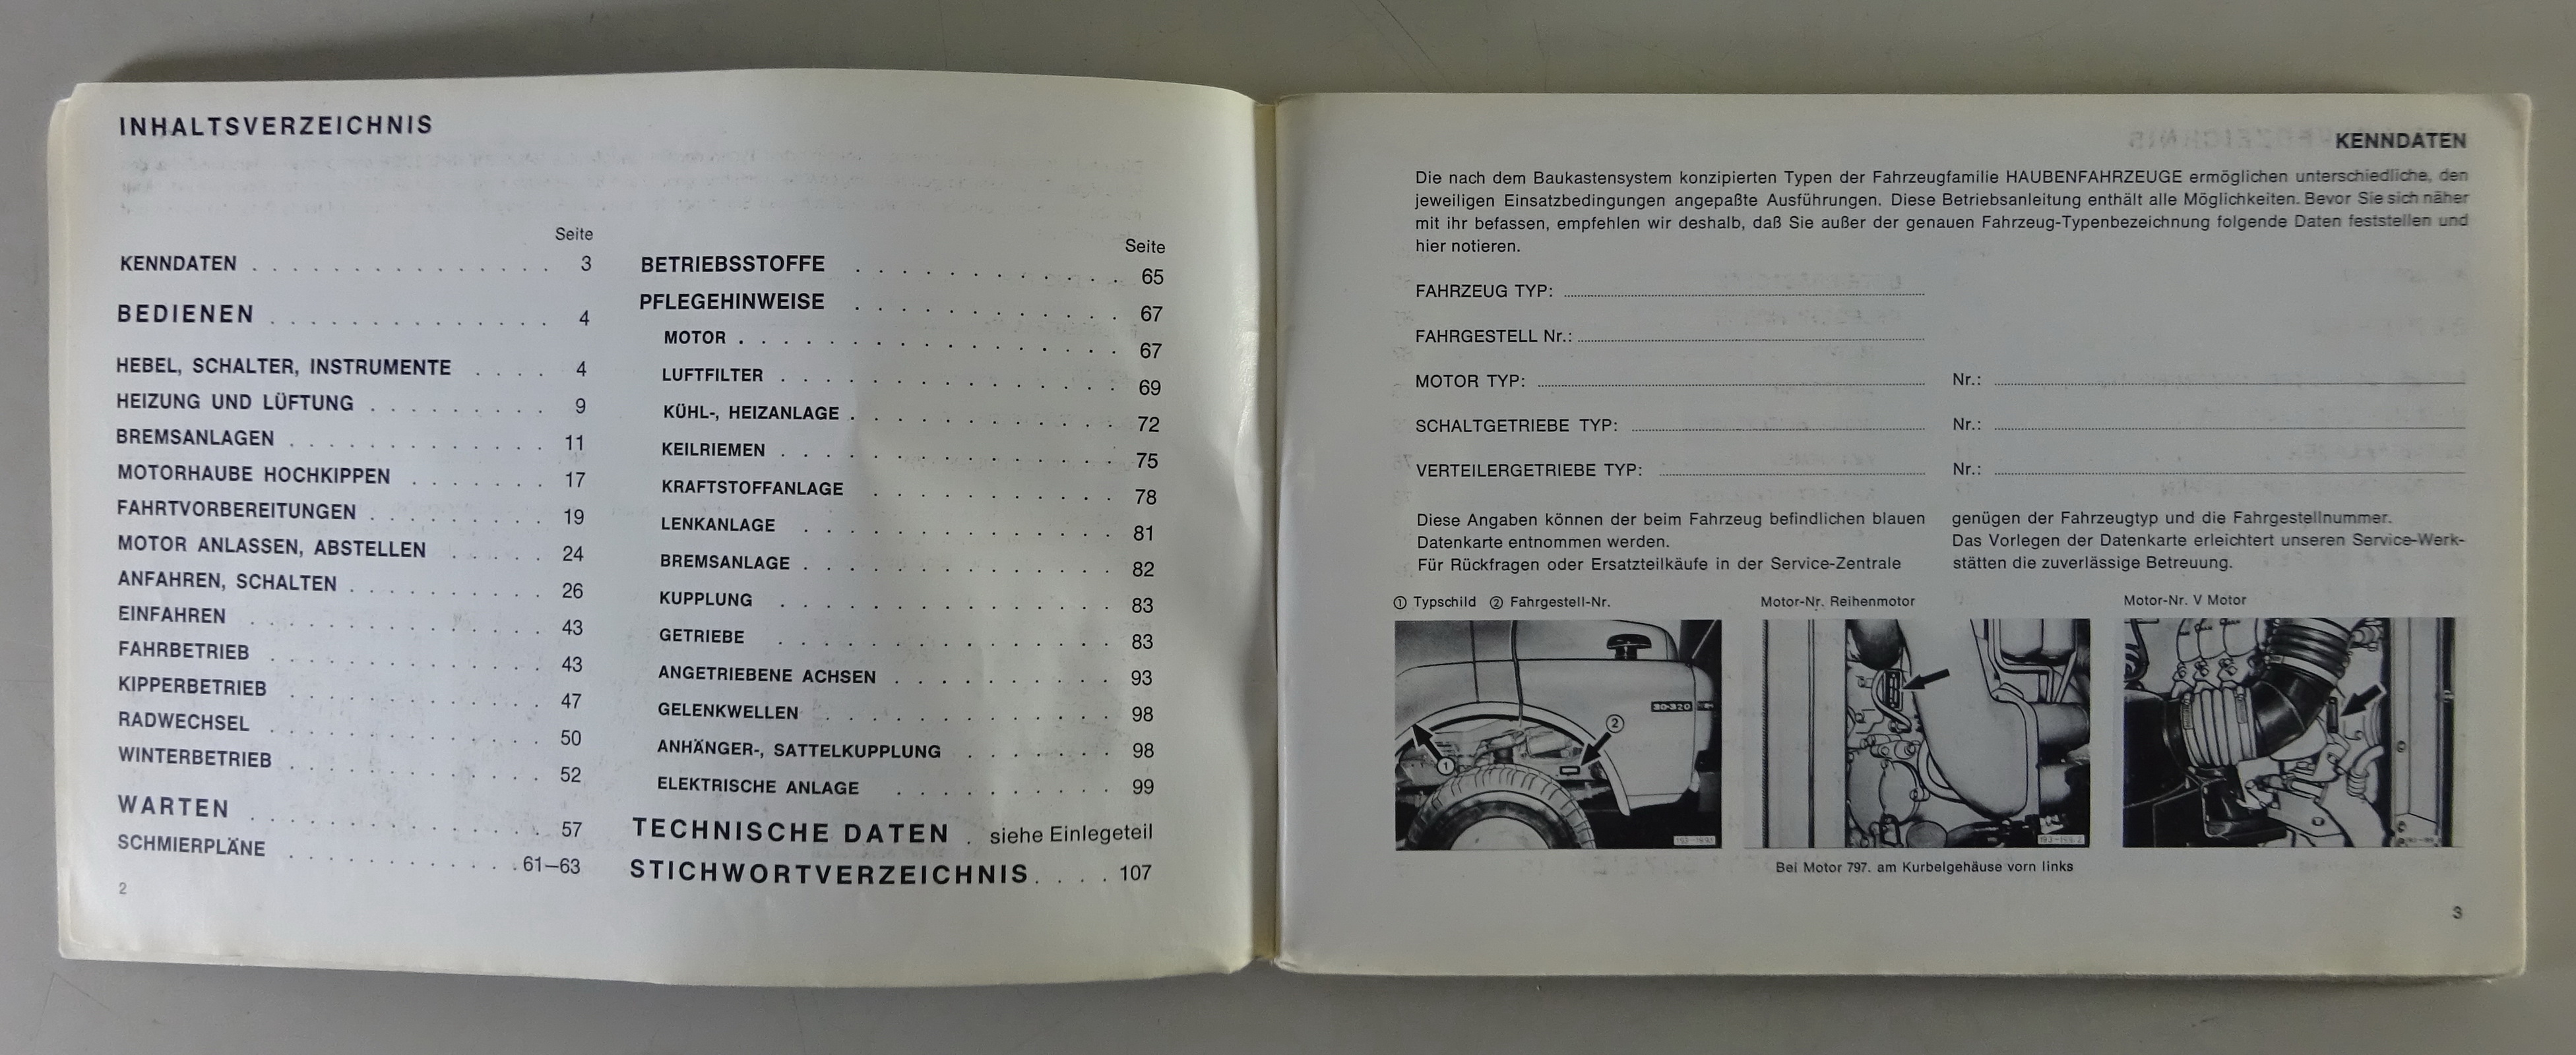 INHALTSVERZEICHNIS
Seite
KENNDATEN . . . . . . . . . . . . . . . 3
BEDIENEN . . . . . . . . . . . . . . 4
HEBEL, SCHALTER, INSTRUMENTE . . . . 4
HEIZUNG UND LÜFTUNG . . . . . . . . . 9
BREMSANLAGEN . . . . . . . . . . . . . 11
MOTORHAUBE HOCHKIPPEN . . . . . . . 17
FAHRTVORBEREITUNGEN . . . . . . . . . 19
MOTOR ANLASSEN, ABSTELLEN . . . . . 24
ANFAHREN, SCHALTEN . . . . . . . . . . 26
EINFAHREN . . . . . . . . . . . . . . . 43
FAHRBETRIEB . . . . . . . . . . . . . . 43
KIPPERBETRIEB . . . . . . . . . . . . . 47
RADWECHSEL . . . . . . . . . . . . . . 50
WINTERBETRIEB . . . . . . . . . . . . . 52
WARTEN . . . . . . . . . . . . . . . 57
SCHMIERPLÄNE . . . . . . . . . . . . 61–63
2
Seite
BETRIEBSSTOFFE . . . . . . . . . . . . 65
PFLEGEHINWEISE . . . . . . . . . . . . 67
MOTOR . . . . . . . . . . . . . . . . 67
LUFTFILTER . . . . . . . . . . . . . . 69
KÜHL-, HEIZANLAGE . . . . . . . . . . . 72
KEILRIEMEN . . . . . . . . . . . . . . 75
KRAFTSTOFFANLAGE . . . . . . . . . . . 78
LENKANLAGE . . . . . . . . . . . . . 81
BREMSANLAGE . . . . . . . . . . . . . 82
KUPPLUNG . . . . . . . . . . . . . . 83
GETRIEBE . . . . . . . . . . . . . . 83
ANGETRIEBENE ACHSEN . . . . . . . . . . 93
GELENKWELLEN . . . . . . . . . . . . . 98
ANHÄNGER-, SATTELKUPPLUNG . . . . . . . 98
ELEKTRISCHE ANLAGE . . . . . . . . . . 99
TECHNISCHE DATEN . siehe Einlegeteil
STICHWORTVERZEICHNIS . . . . 107
KENNDATEN
Die nach dem Baukastensystem konzipierten Typen der Fahrzeugfamilie HAUBENFAHRZEUGE ermöglichen unterschiedliche, den
jeweiligen Einsatzbedingungen angepaßte Ausführungen. Diese Betriebsanleitung enthält alle Möglichkeiten. Bevor Sie sich näher
mit ihr befassen, empfehlen wir deshalb, daß Sie außer der genauen Fahrzeug-Typenbezeichnung folgende Daten feststellen und
hier notieren.
FAHRZEUG TYP:
FAHRGESTELL Nr.:
MOTOR TYP: Nr.:
SCHALTGETRIEBE TYP: Nr.:
VERTEILERGETRIEBE TYP: Nr.:
Diese Angaben können der beim Fahrzeug befindlichen blauen
Datenkarte entnommen werden.
Für Rückfragen oder Ersatzteilkäufe in der Service-Zentrale
genügen der Fahrzeugtyp und die Fahrgestellnummer.
Das Vorlegen der Datenkarte erleichtert unseren Service-Werk-
stätten die zuverlässige Betreuung.
① Typschild ② Fahrgestell-Nr.
Motor-Nr. Reihenmotor
Motor-Nr. V Motor
30-320
②
①
Bei Motor 797. am Kurbelgehäuse vorn links
3